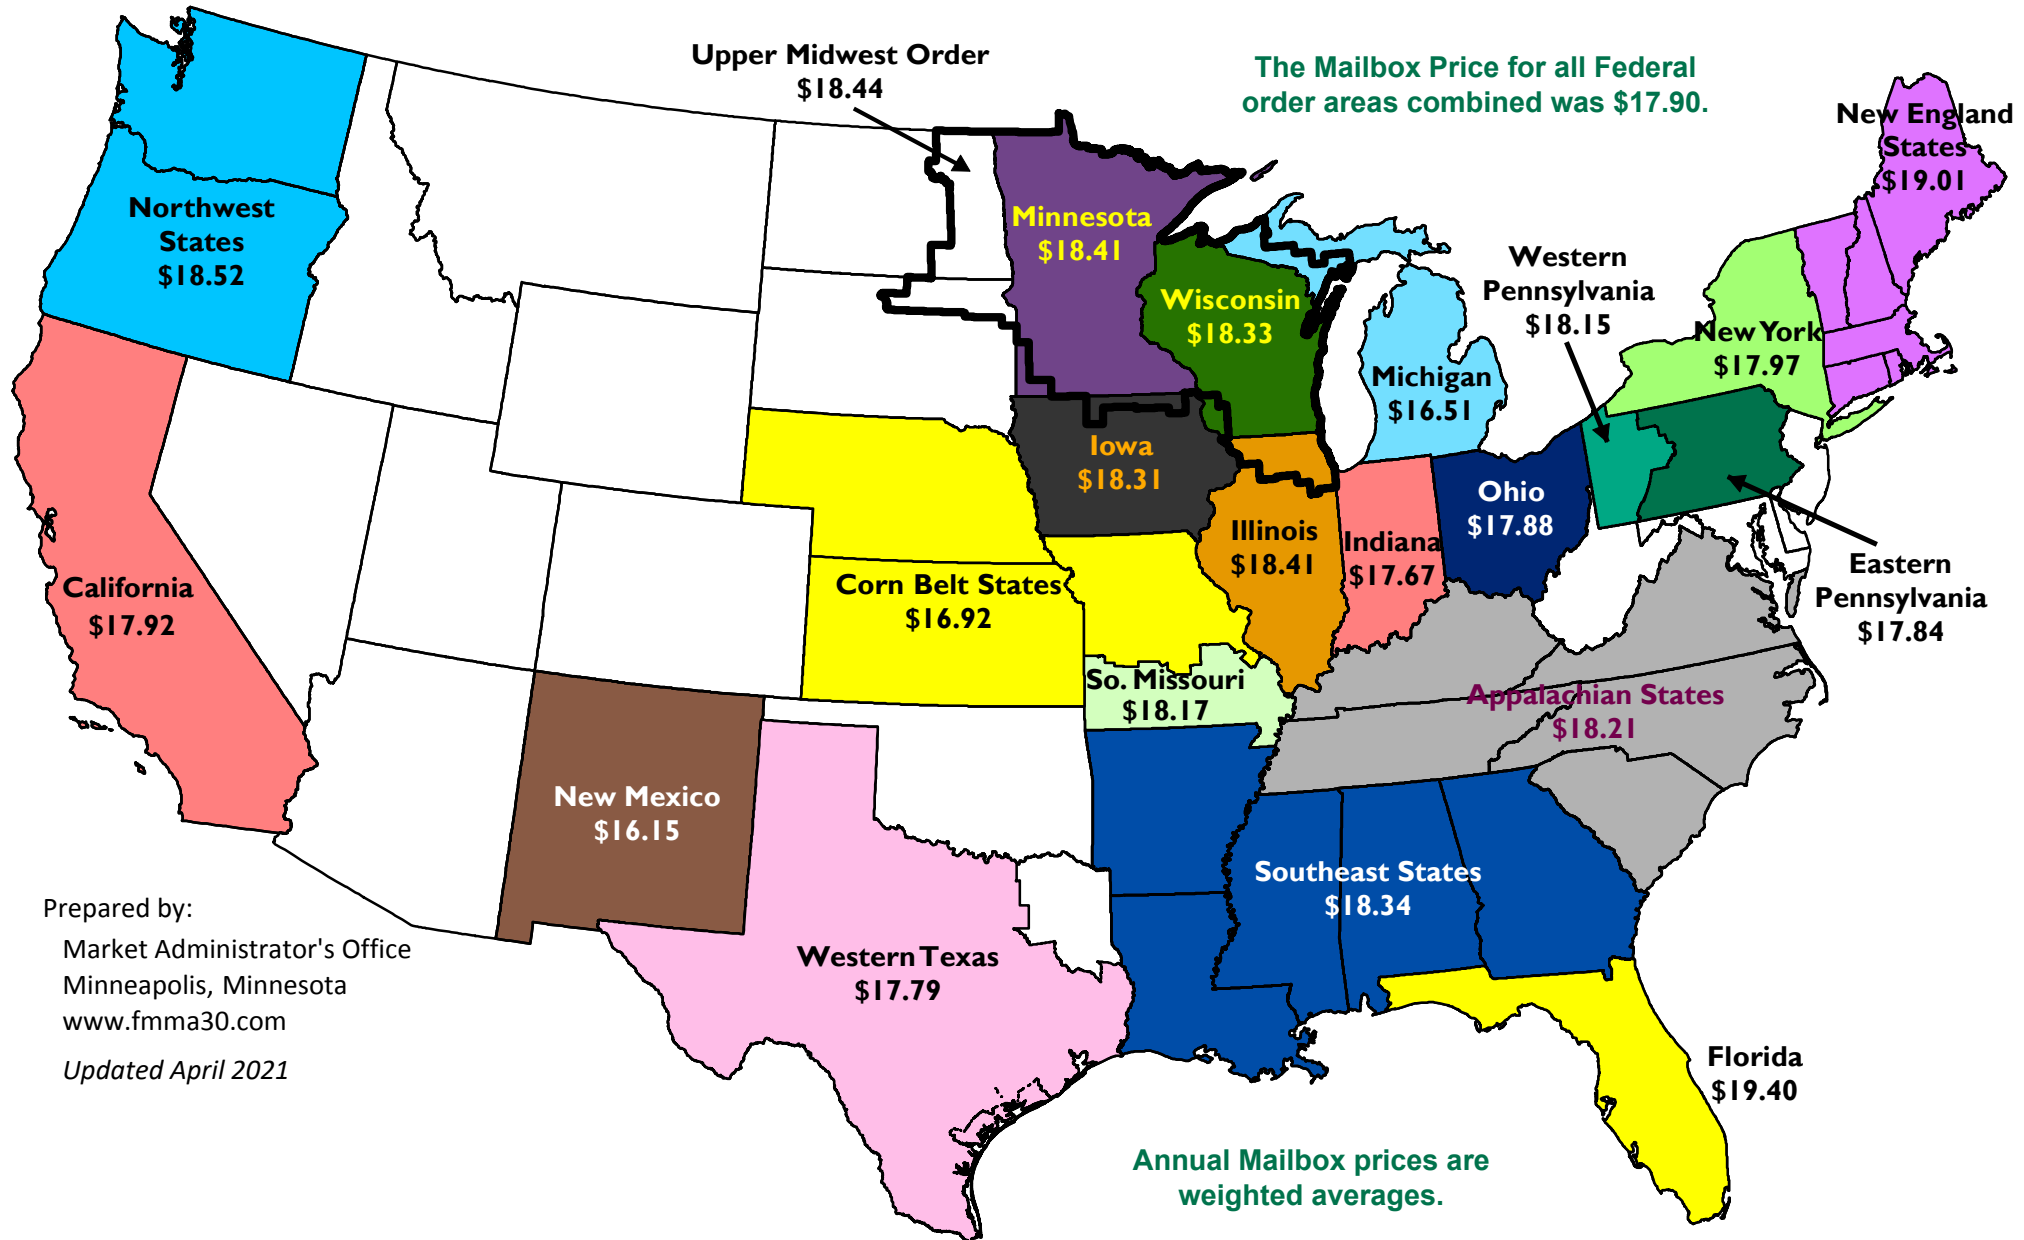 Upper Midwest Order
$18.44
The Mailbox Price for all Federal
order areas combined was $17.90.
New England
States
$19.01
Northwest
States
$18.52
Minnesota
$18.41
Wisconsin
$18.33
Western
Pennsylvania
$18.15
New York
$17.97
Michigan
$16.51
Iowa
$18.31
Ohio
$17.88
Illinois
$18.41
Indiana
$17.67
Eastern
Pennsylvania
$17.84
California
$17.92
Corn Belt States
$16.92
So. Missouri
$18.17
Appalachian States
$18.21
New Mexico
$16.15
Southeast States
$18.34
Western Texas
$17.79
Florida
$19.40
Prepared by:
Market Administrator's Office
Minneapolis, Minnesota
www.fmma30.com
Updated April 2021
Annual Mailbox prices are
weighted averages.